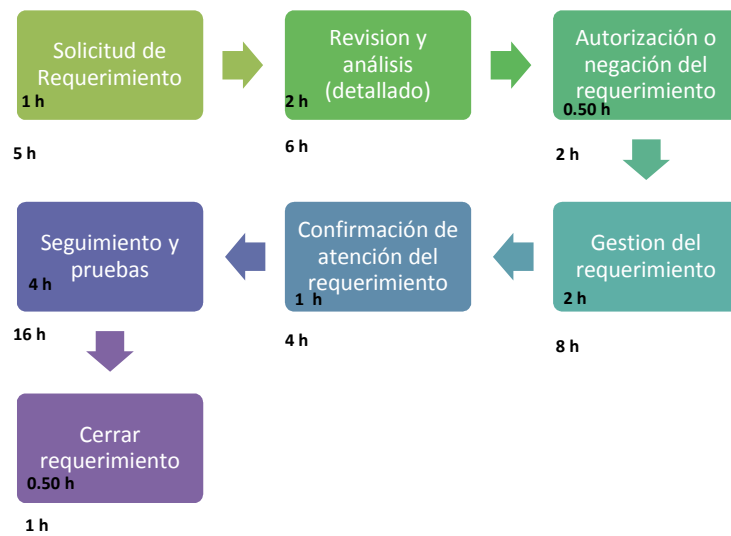 Solicitud de
Requerimiento
1 h
5 h
Revision y
análisis
(detallado)
2 h
6 h
Autorización o
negación del
requerimiento
0.50 h
2 h
Gestion del
requerimiento
2 h
8 h
Confirmación de
atención del
requerimiento
1 h
4 h
Seguimiento y
pruebas
4 h
16 h
Cerrar
requerimiento
0.50 h
1 h